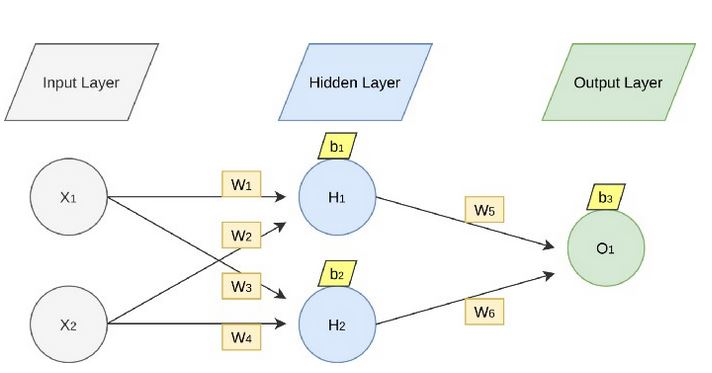 Input Layer
Hidden Layer
Output Layer
b1
X1
W1
H1
b3
W5
W2
O1
b2
W3
X2
W4
H2
W6